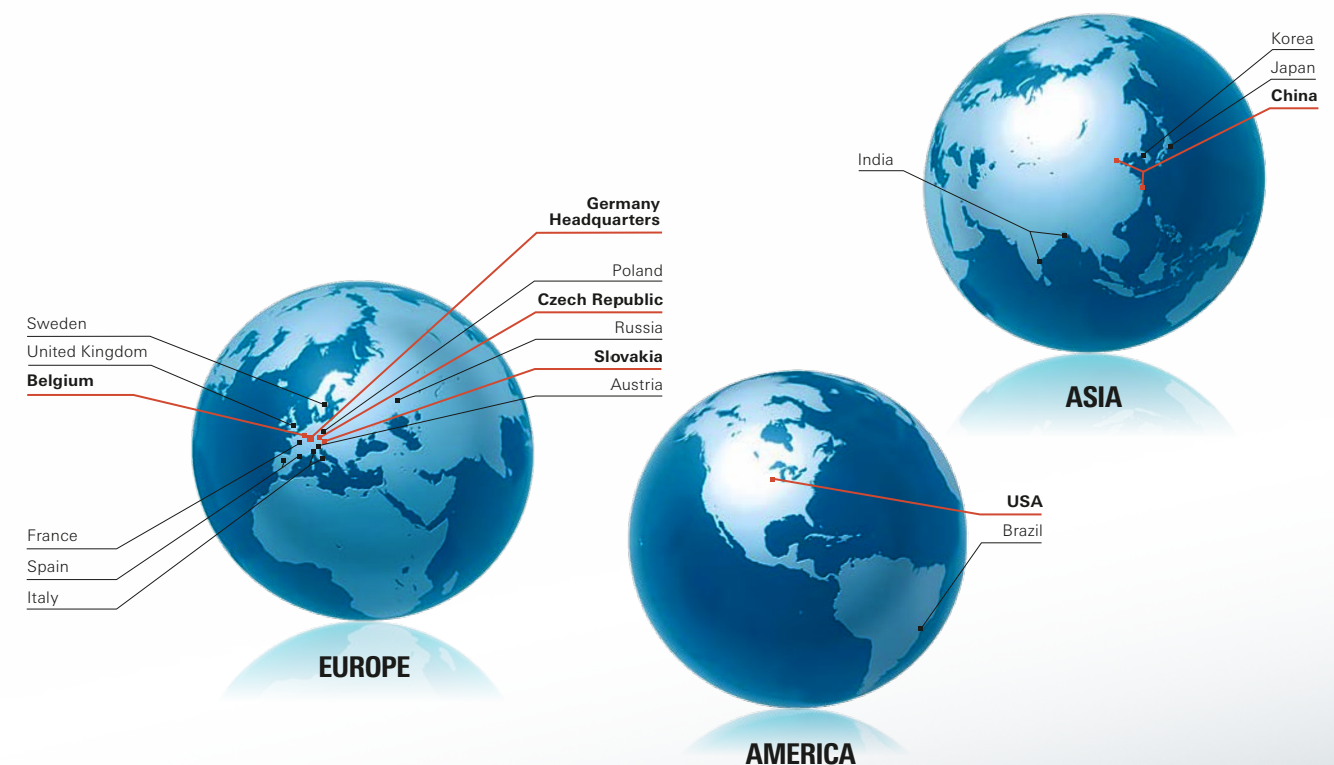 Korea
Japan
China
India
ASIA
Germany
Headquarters
Poland
Czech Republic
Russia
Slovakia
Austria
Sweden
United Kingdom
Belgium
France
Spain
Italy
EUROPE
USA
Brazil
AMERICA